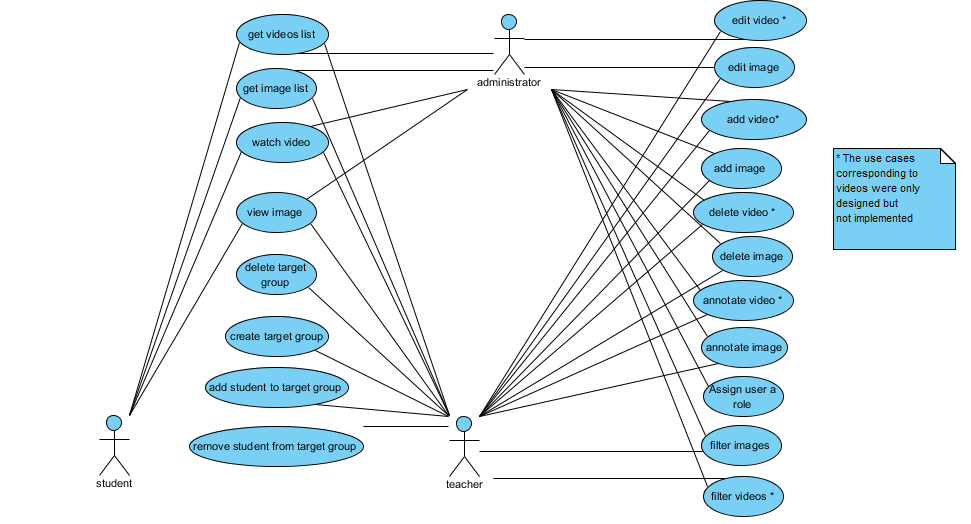 get videos list
get image list
watch video
view image
delete target
group
create target group
add student to target group
remove student from target group
student
administrator
teacher
edit video *
edit image
add video*
add image
delete video *
delete image
annotate video *
annotate image
Assign user a
role
filter images
filter videos *
* The use cases
corresponding to
videos were only
designed but
not implemented